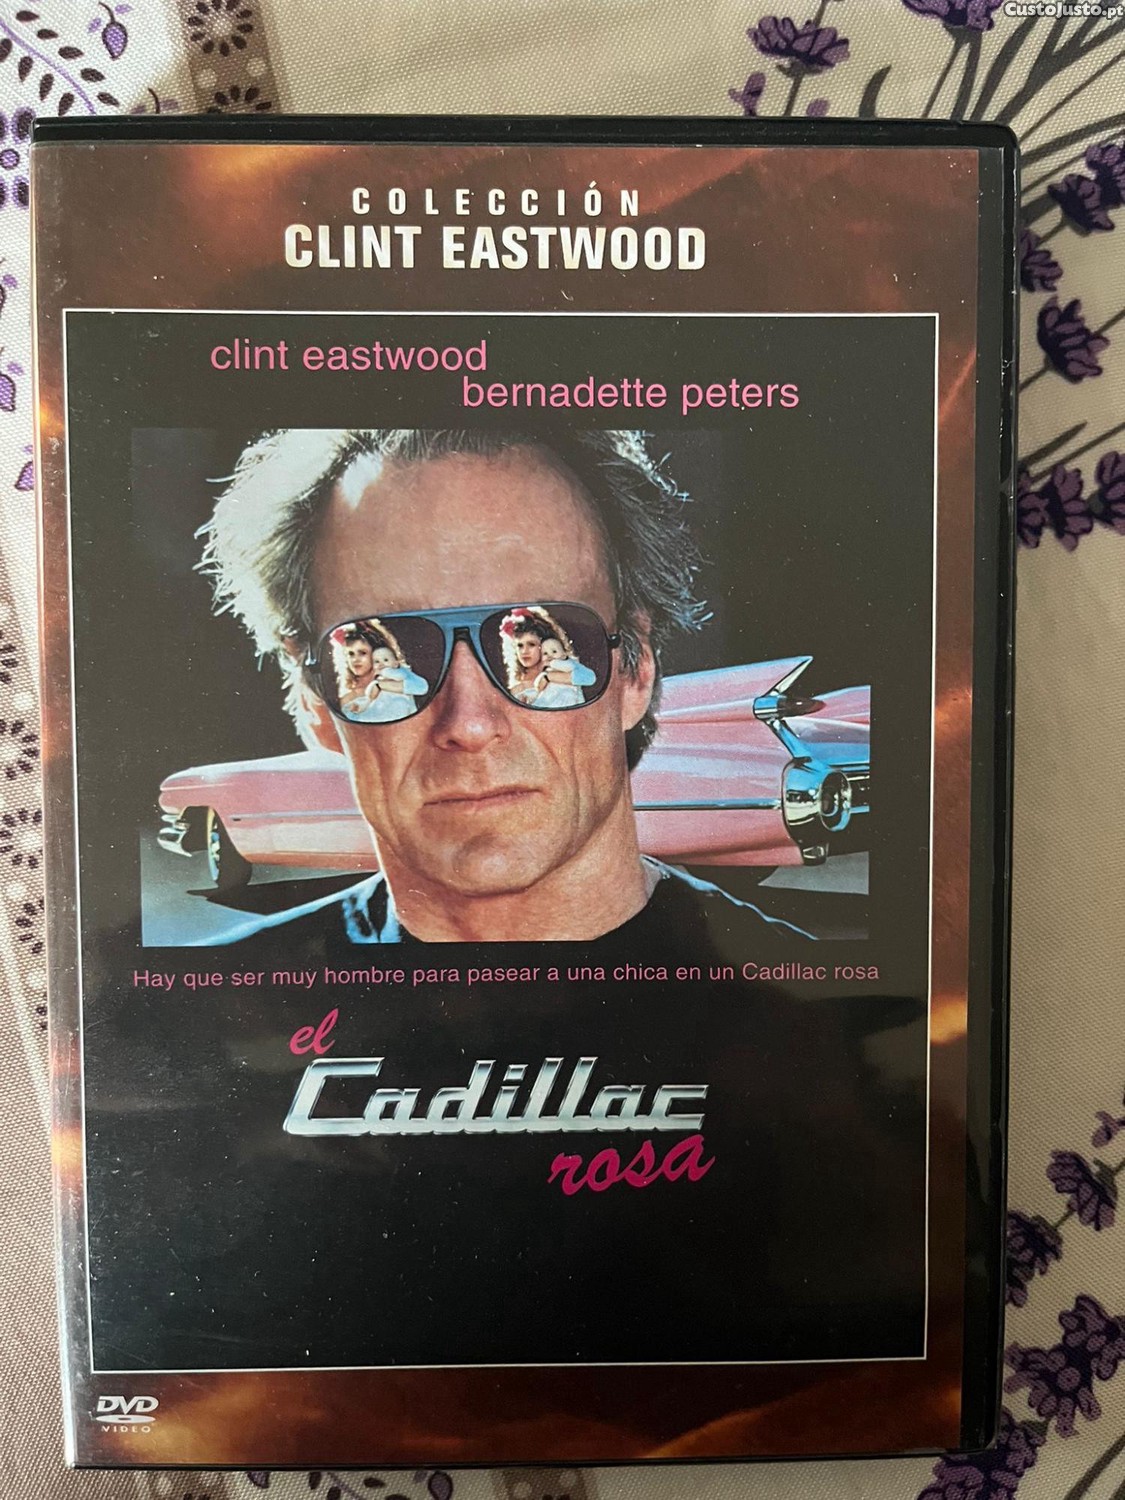 CustoJusto.pt
COLECCIÓN
CLINT EASTWOOD
clint eastwood
bernadette peters
Hay que ser muy hombre para pasear a una chica en un Cadillac rosa
el
Cadillac
rosa
DVD
VIDEO